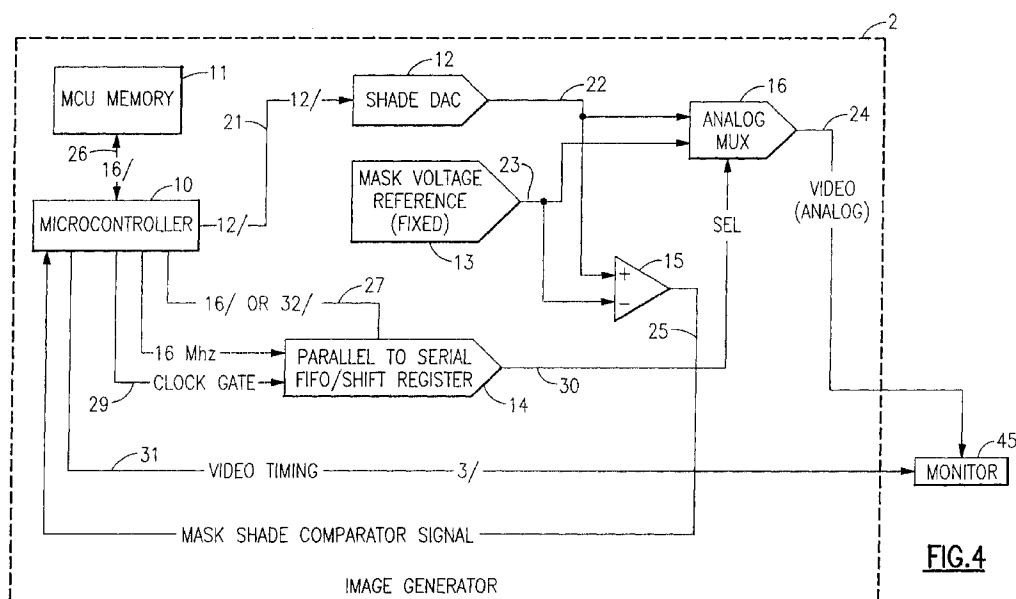 2
11
MCU MEMORY
26
16/
10
MICROCONTROLLER
12/
21
12/
12
SHADE DAC
22
16
ANALOG
MUX
24
MASK VOLTAGE
REFERENCE
(FIXED)
13
23
VIDEO
(ANALOG)
SEL
15
+
−
25
16/ OR 32/
27
16 Mhz
CLOCK GATE
29
PARALLEL TO SERIAL
FIFO/SHIFT REGISTER
14
30
31
VIDEO TIMING
3/
45
MONITOR
MASK SHADE COMPARATOR SIGNAL
IMAGE GENERATOR
FIG.4